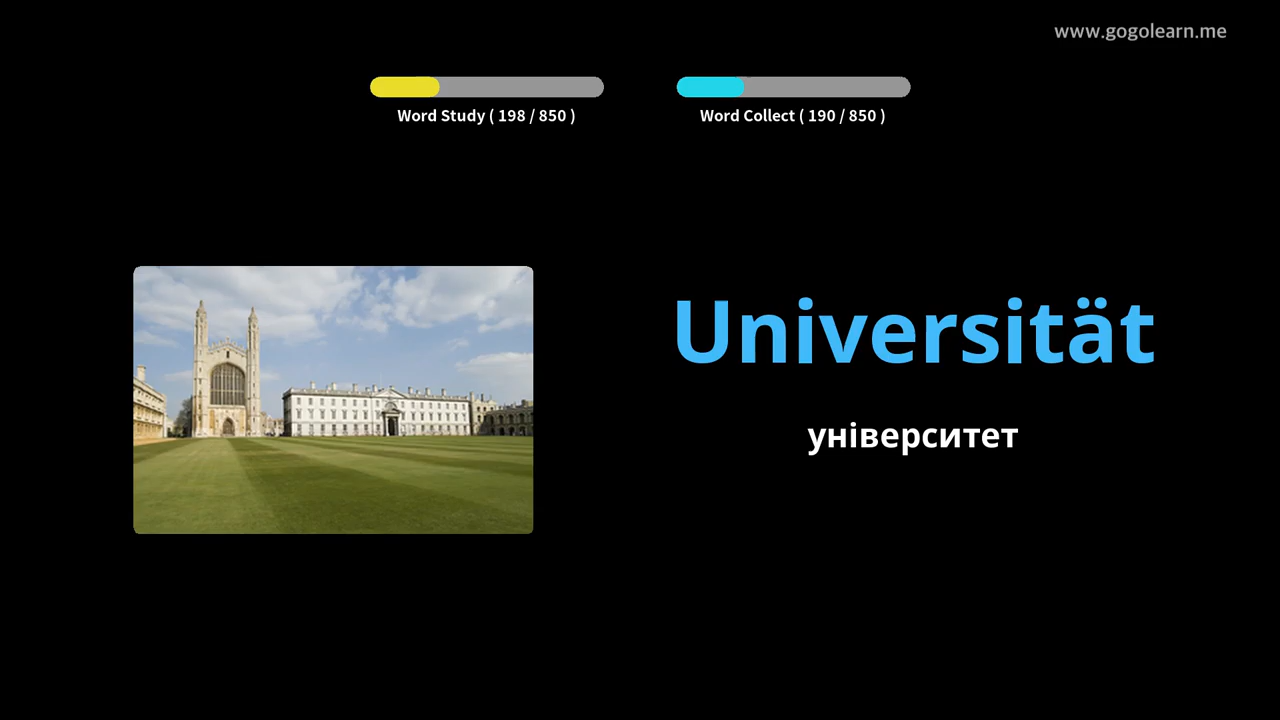 www.gogolearn.me
Word Study ( 198 / 850 )
Word Collect ( 190 / 850 )
Universität
університет